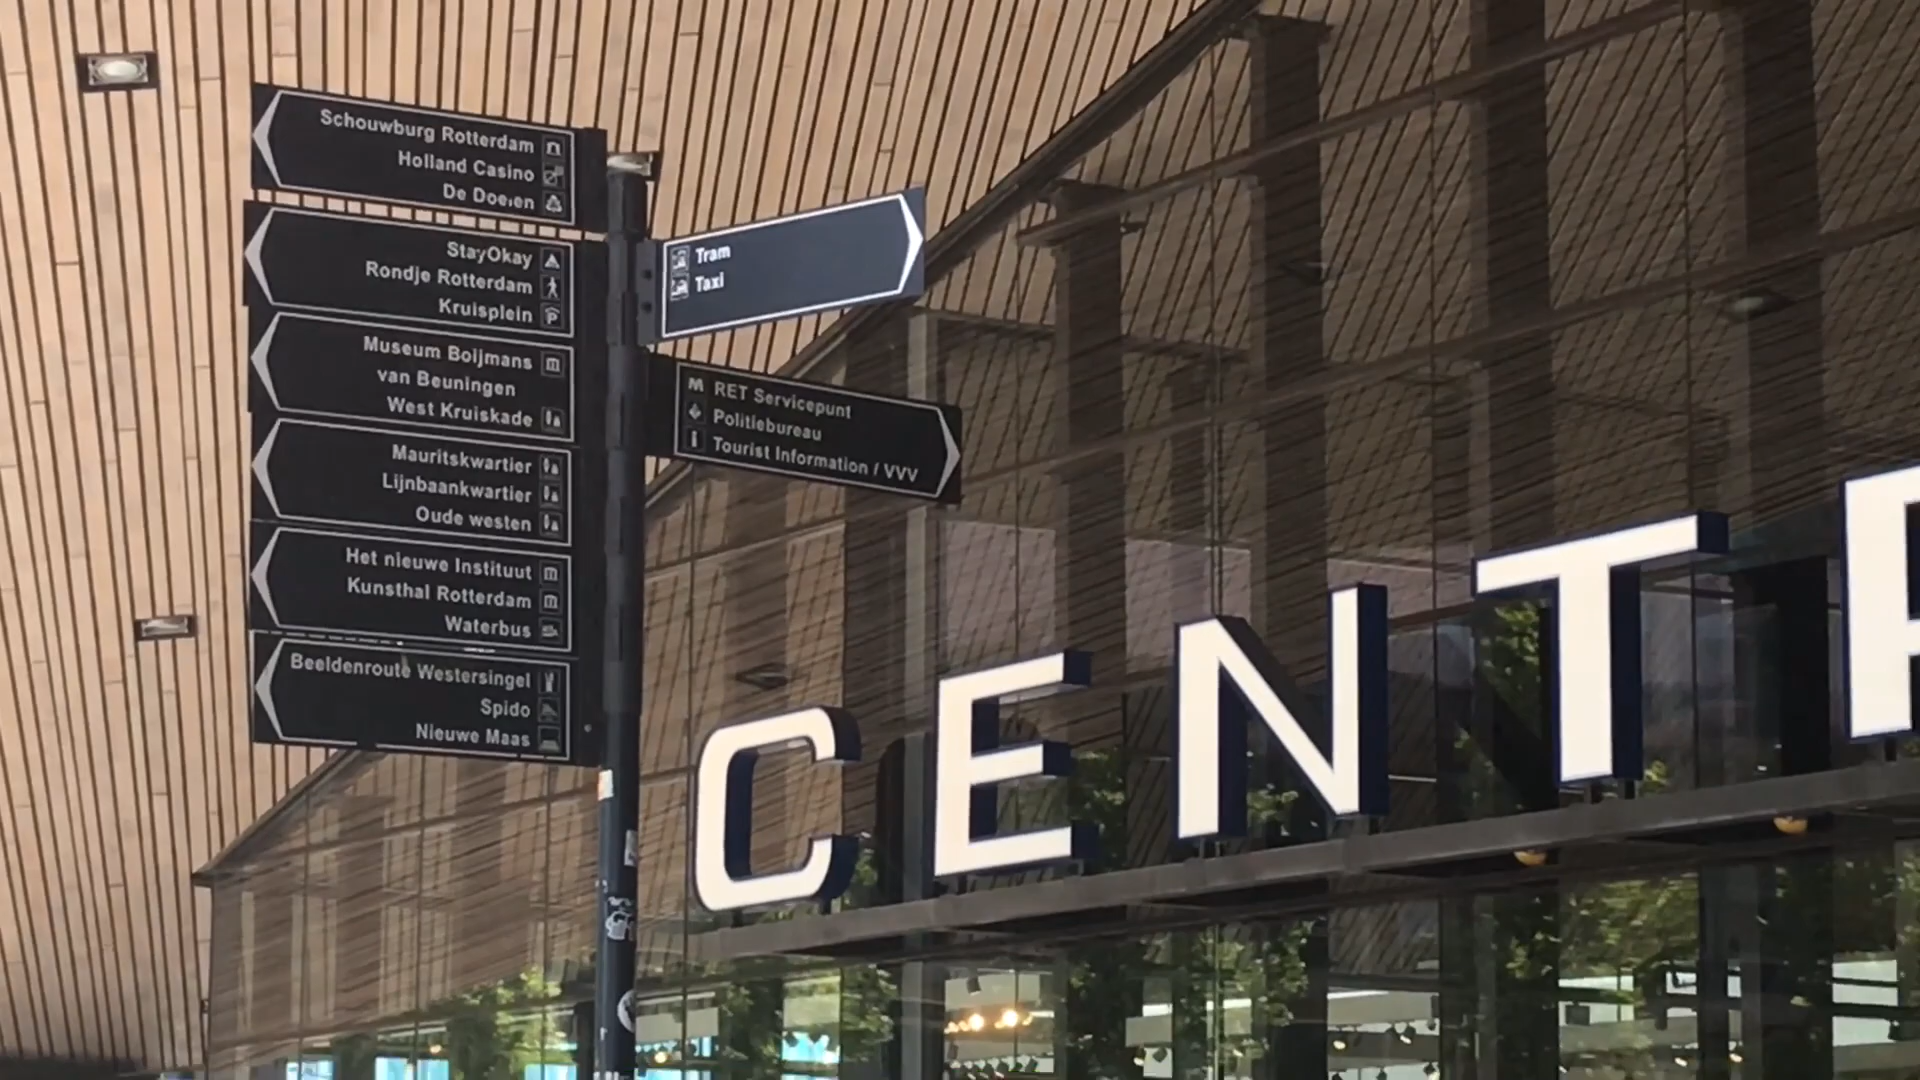 Schouwburg Rotterdam
Holland Casino
De Doelen
StayOkay
Rondje Rotterdam
Kruisplein
Museum Boijmans
van Beuningen
West Kruiskade
Mauritskwartier
Lijnbaankwartier
Oude westen
Het nieuwe Instituut
Kunsthal Rotterdam
Waterbus
Beeldenroute Westersingel
Spido
Nieuwe Maas
Tram
Taxi
M RET Servicepunt
Politiebureau
i Tourist Information / VVV
CENT